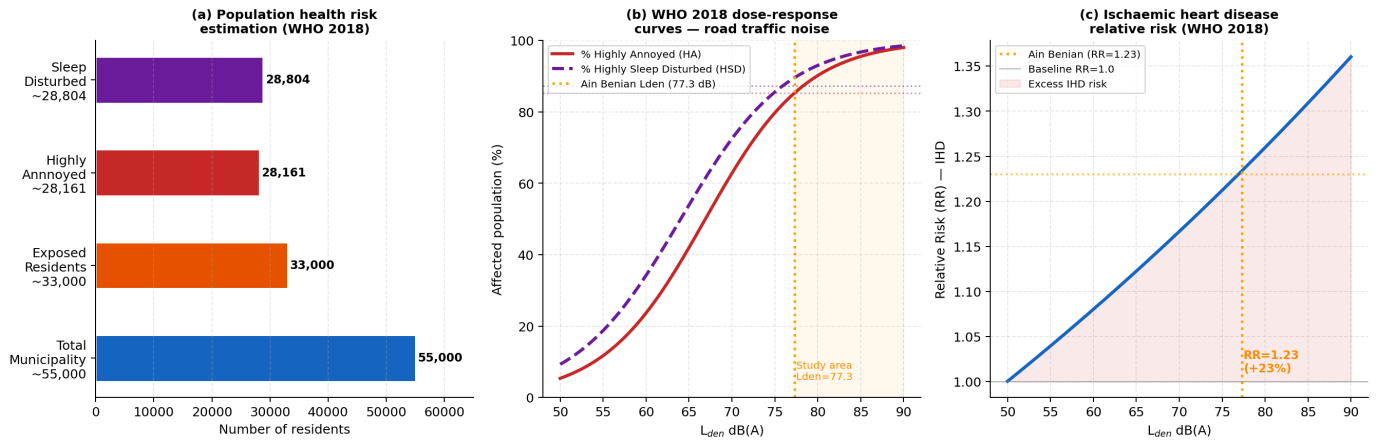 (a) Population health risk
estimation (WHO 2018)
Sleep
Disturbed
~28,804
28,804
Highly
Annnoyed
~28,161
28,161
Exposed
Residents
~33,000
33,000
Total
Municipality
~55,000
55,000
0 10000 20000 30000 40000 50000 60000
Number of residents
(b) WHO 2018 dose-response
curves — road traffic noise
% Highly Annoyed (HA)
% Highly Sleep Disturbed (HSD)
Ain Benian Lden (77.3 dB)
Affected population (%)
100
80
60
40
20
0
Study area
Lden=77.3
50 55 60 65 70 75 80 85 90
Lden dB(A)
(c) Ischaemic heart disease
relative risk (WHO 2018)
Ain Benian (RR=1.23)
Baseline RR=1.0
Excess IHD risk
Relative Risk (RR) — IHD
1.35
1.30
1.25
1.20
1.15
1.10
1.05
1.00
RR=1.23
(+23%)
50 55 60 65 70 75 80 85 90
Lden dB(A)